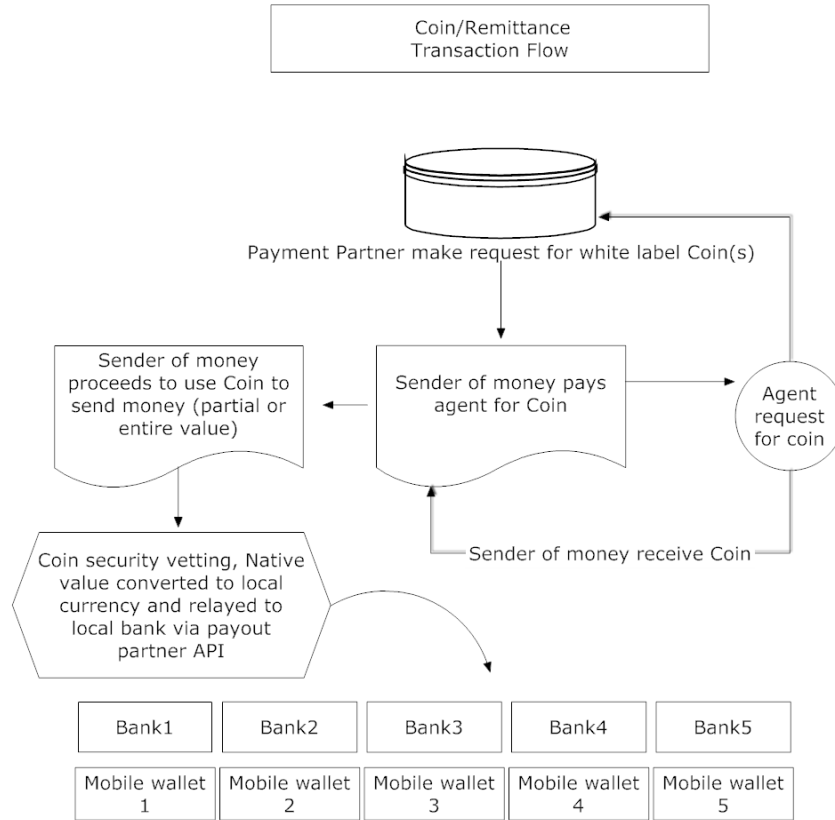 Coin/Remittance
Transaction Flow
Payment Partner make request for white label Coin(s)
Sender of money
proceeds to use Coin to
send money (partial or
entire value)
Sender of money pays
agent for Coin
Agent
request
for coin
Sender of money receive Coin
Coin security vetting, Native
value converted to local
currency and relayed to
local bank via payout
partner API
Bank1
Bank2
Bank3
Bank4
Bank5
Mobile wallet
1
Mobile wallet
2
Mobile wallet
3
Mobile wallet
4
Mobile wallet
5